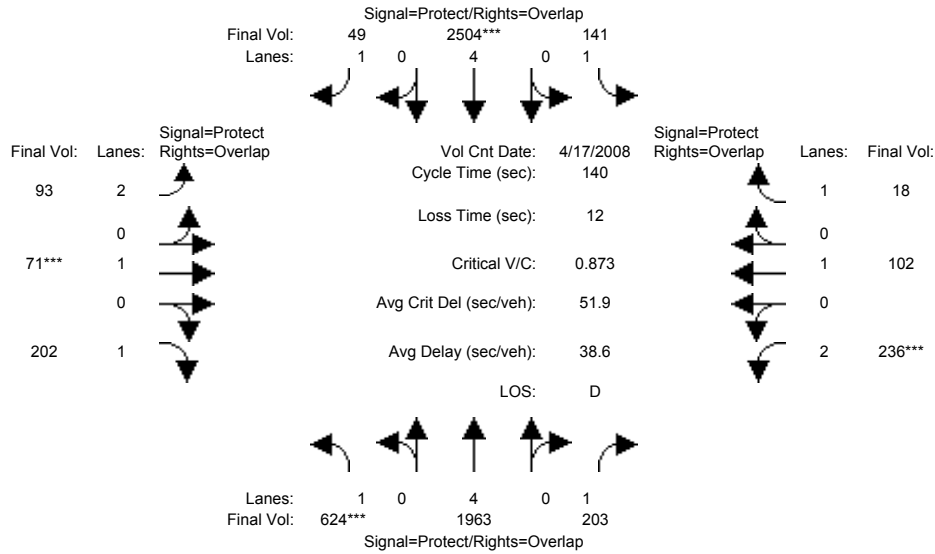 Signal=Protect/Rights=Overlap
Final Vol: 49 2504*** 141
Lanes: 1 0 4 0 1
Signal=Protect
Final Vol: Lanes: Rights=Overlap
Vol Cnt Date: 4/17/2008
Signal=Protect
Rights=Overlap Lanes: Final Vol:
Cycle Time (sec): 140
93 2
1 18
Loss Time (sec): 12
0
0
71*** 1
Critical V/C: 0.873
1 102
0
Avg Crit Del (sec/veh): 51.9
0
202 1
Avg Delay (sec/veh): 38.6
2 236***
LOS: D
Lanes: 1 0 4 0 1
Final Vol: 624*** 1963 203
Signal=Protect/Rights=Overlap